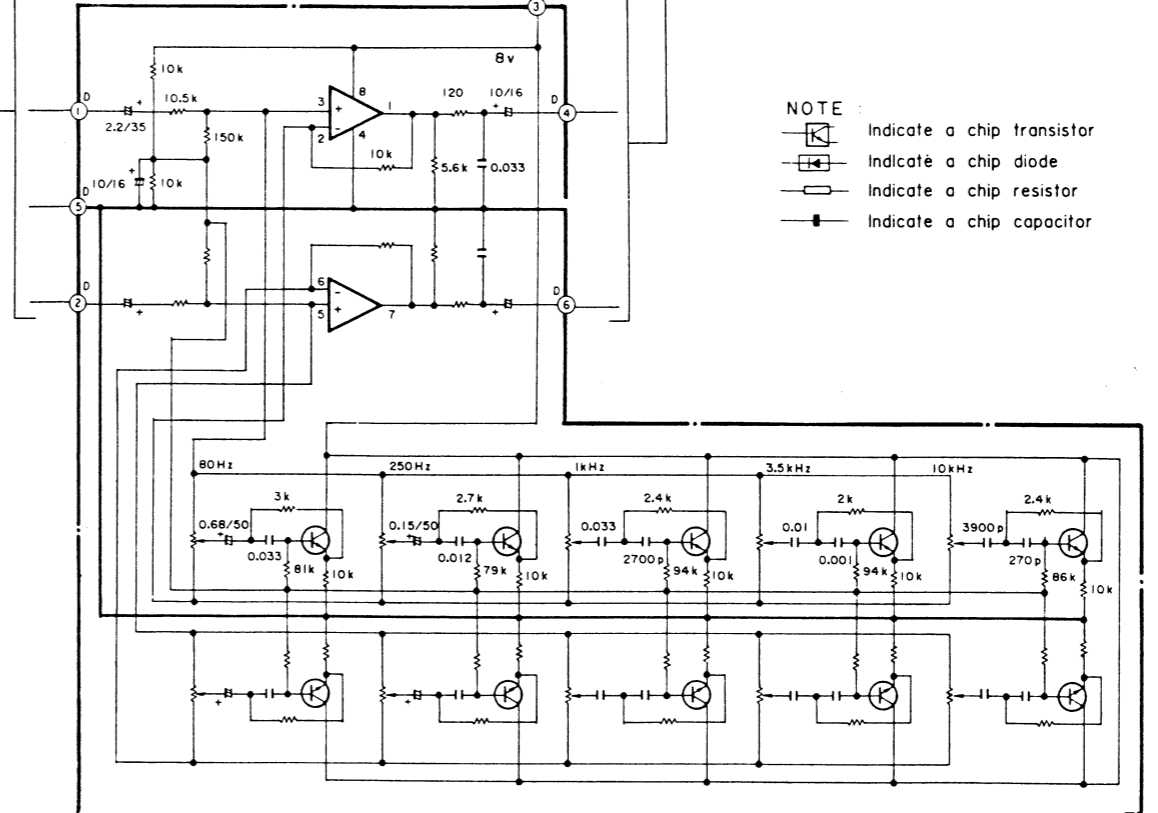 3
8v
10k
D
1
+
10.5k
2.2/35
150k
3
+
8
1
-
2
4
10k
120
10/16
+
D
4
5.6k
0.033
+
10/16
10k
D
5
D
2
+
6
-
+
5
7
+
D
6
NOTE :
Indicate a chip transistor
Indicate a chip diode
Indicate a chip resistor
Indicate a chip capacitor
80Hz
250Hz
1kHz
3.5kHz
10kHz
3k
2.7k
2.4k
2k
2.4k
0.68/50
+
0.15/50
+
0.033
0.01
3900p
0.033
0.012
2700p
0.001
270p
81k
10k
79k
10k
94k
10k
94k
10k
86k
10k
+
+